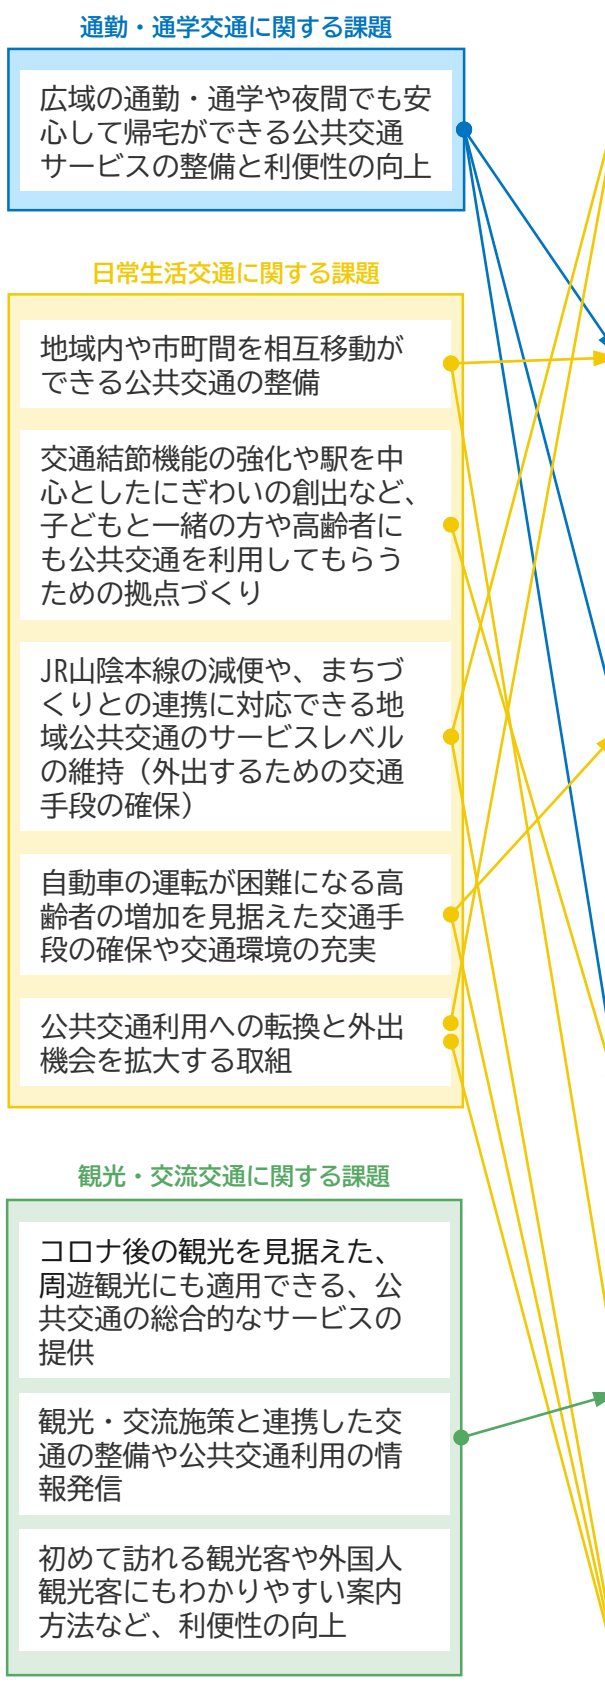 通勤・通学交通に関する課題
広域の通勤・通学や夜間でも安
心して帰宅ができる公共交通
サービスの整備と利便性の向上
日常生活交通に関する課題
地域内や市町間を相互移動が
できる公共交通の整備
交通結節機能の強化や駅を中
心としたにぎわいの創出など、
子どもと一緒の方や高齢者に
も公共交通を利用してもらう
ための拠点づくり
JR山陰本線の減便や、まちづ
くりとの連携に対応できる地
域公共交通のサービスレベル
の維持（外出するための交通
手段の確保）
自動車の運転が困難になる高
齢者の増加を見据えた交通手
段の確保や交通環境の充実
公共交通利用への転換と外出
機会を拡大する取組
観光・交流交通に関する課題
コロナ後の観光を見据えた、
周遊観光にも適用できる、公
共交通の総合的なサービスの
提供
観光・交流施策と連携した交
通の整備や公共交通利用の情
報発信
初めて訪れる観光客や外国人
観光客にもわかりやすい案内
方法など、利便性の向上